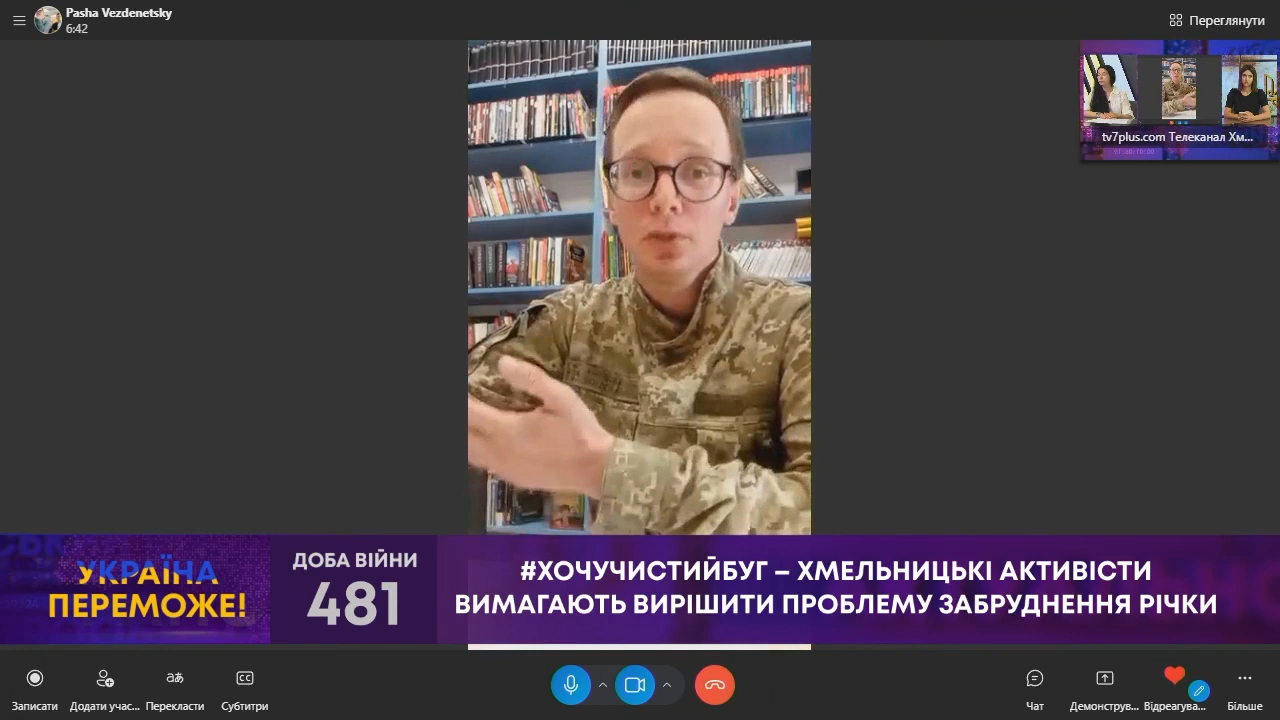 Pasha Vezdenetsky
6:42
Переглянути
tv7plus.com Телеканал Хм...
УКРАЇНА
ПЕРЕМОЖЕ!
ДОБА ВІЙНИ
481
#ХОЧУЧИСТИЙБУГ – ХМЕЛЬНИЦЬКІ АКТИВІСТИ
ВИМАГАЮТЬ ВИРІШИТИ ПРОБЛЕМУ ЗАБРУДНЕННЯ РІЧКИ
Записати
Додати учас...
Перекласти
Субтитри
Чат
Демонструв...
Відреагува...
Більше